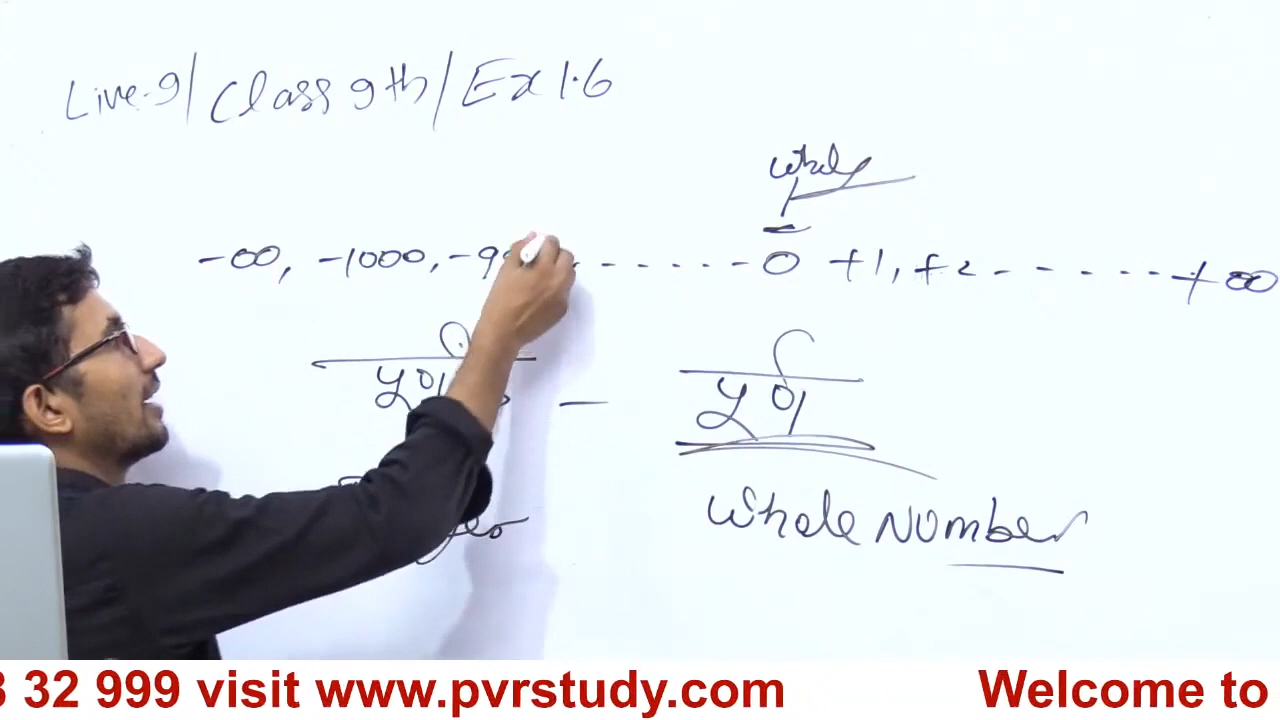 Live-9/ Class 9th/ Ex 1.6
whole
-∞, -1000, -99 ....... 0 +1, +2 ....... +∞
पूर्ण
पूर्ण
Whole Number
3 32 999 visit www.pvrstudy.com Welcome to